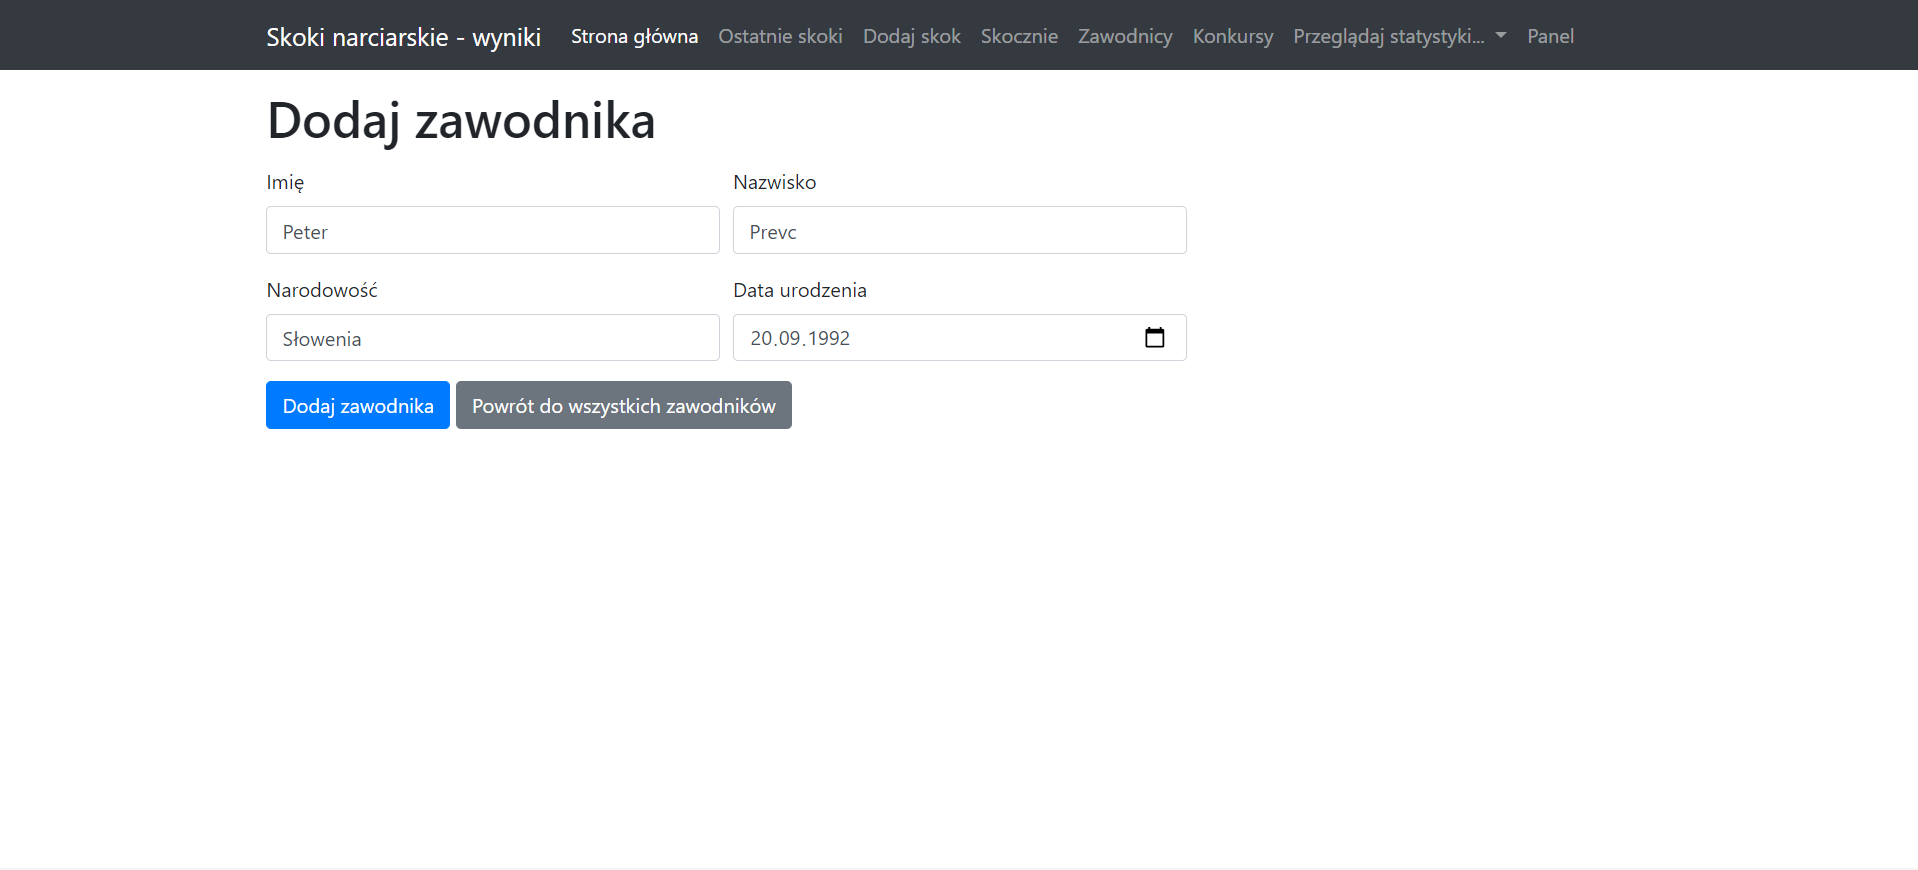 Skoki narciarskie - wyniki Strona główna Ostatnie skoki Dodaj skok Skocznie Zawodnicy Konkursy Przeglądaj statystyki... Panel
Dodaj zawodnika
Imię Nazwisko
Peter Prevc
Narodowość Data urodzenia
Słowenia 20.09.1992
Dodaj zawodnika Powrót do wszystkich zawodników